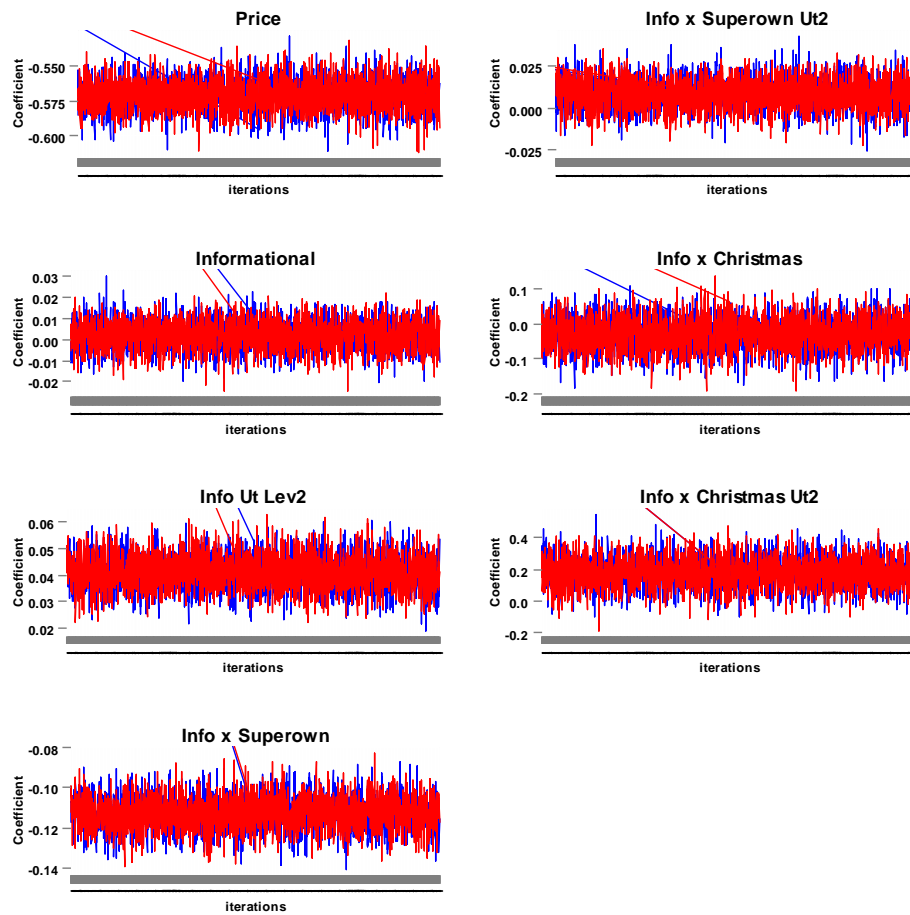 Price
Coefficient
-0.550
-0.575
-0.600
iterations
Info x Superown Ut2
0.025
0.000
-0.025
iterations
Informational
Coefficient
0.03
0.02
0.01
0.00
-0.01
-0.02
iterations
Info x Christmas
Coefficient
0.1
0.0
-0.1
-0.2
iterations
Info Ut Lev2
Coefficient
0.06
0.05
0.04
0.03
0.02
iterations
Info x Christmas Ut2
Coefficient
0.4
0.2
0.0
-0.2
iterations
Info x Superown
Coefficient
-0.08
-0.10
-0.12
-0.14
iterations